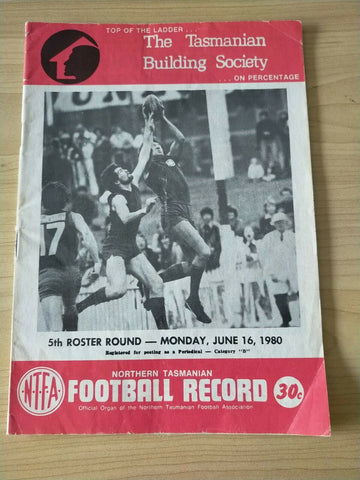 TOP OF THE LADDER . . .
The Tasmanian
Building Society
. . . ON PERCENTAGE
17
5th ROSTER ROUND — MONDAY, JUNE 16, 1980
Registered for posting as a Periodical — Category "B"
NORTHERN TASMANIAN
N.T.F.A
FOOTBALL RECORD
30c
Official Organ of the Northern Tasmanian Football Association